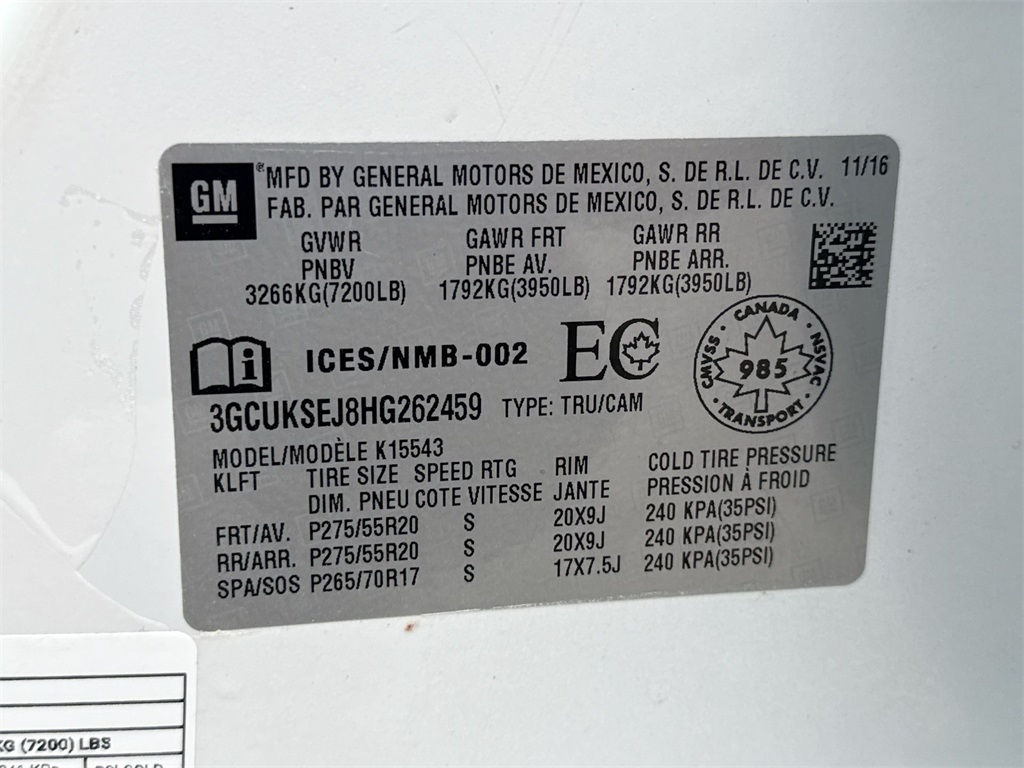 GM ® MFD BY GENERAL MOTORS DE MEXICO, S. DE R.L. DE C.V. 11/16
FAB. PAR GENERAL MOTORS DE MEXICO, S. DE R.L. DE C.V.
GVWR GAWR FRT GAWR RR
PNBV PNBE AV. PNBE ARR.
3266KG(7200LB) 1792KG(3950LB) 1792KG(3950LB)
i ICES/NMB-002 EC
CANADA
CMVSS 985 NSVAC
TRANSPORT
3GCUKSEJ8HG262459 TYPE: TRU/CAM
MODEL/MODÈLE K15543
KLFT TIRE SIZE SPEED RTG RIM COLD TIRE PRESSURE
DIM. PNEU COTE VITESSE JANTE PRESSION À FROID
FRT/AV. P275/55R20 S 20X9J 240 KPA(35PSI)
RR/ARR. P275/55R20 S 20X9J 240 KPA(35PSI)
SPA/SOS P265/70R17 S 17X7.5J 240 KPA(35PSI)
KG (7200) LBS